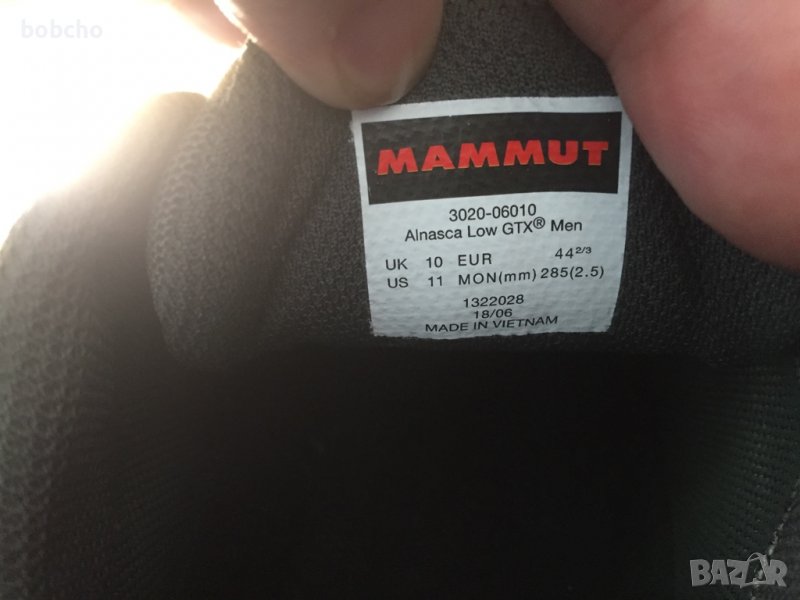 bobcho
MAMMUT
3020-06010
Alnasca Low GTX® Men
UK 10 EUR 44 2/3
US 11 MON(mm) 285(2.5)
1322028
18/06
MADE IN VIETNAM
BAZAR